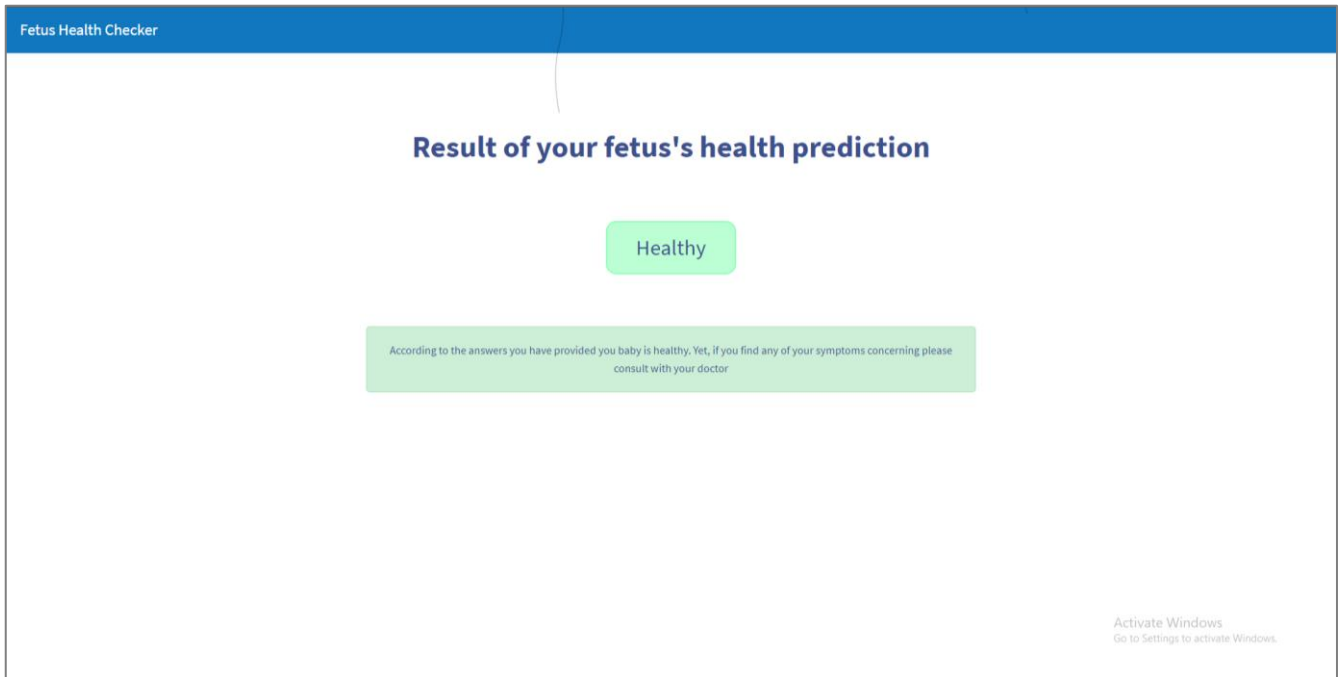 Fetus Health Checker
Result of your fetus's health prediction
Healthy
According to the answers you have provided you baby is healthy. Yet, if you find any of your symptoms concerning please
consult with your doctor
Activate Windows
Go to Settings to activate Windows.